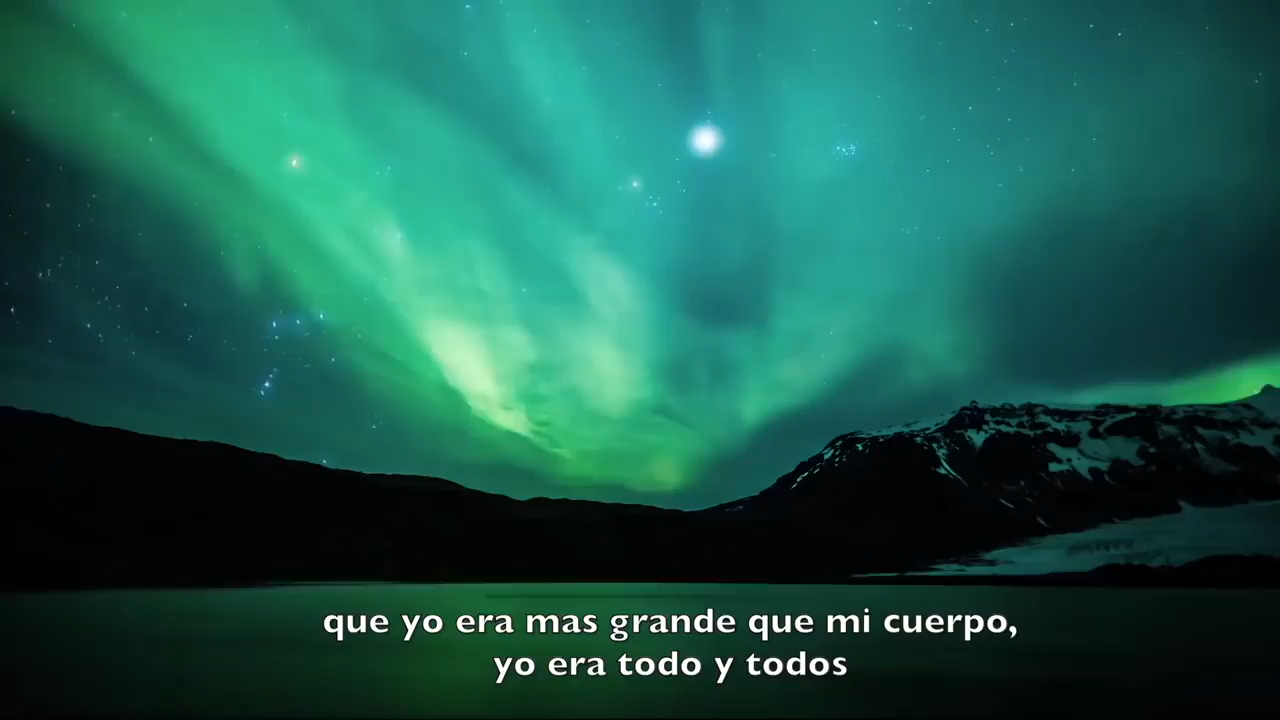 que yo era mas grande que mi cuerpo,
yo era todo y todos